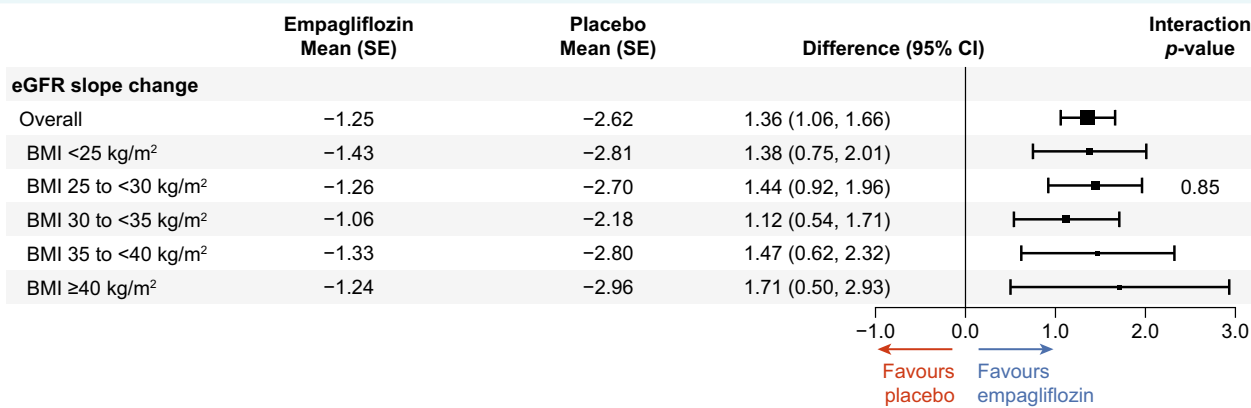 Empagliflozin Placebo Interaction
Mean (SE) Mean (SE) Difference (95% CI) p-value
eGFR slope change
Overall −1.25 −2.62 1.36 (1.06, 1.66)
BMI <25 kg/m² −1.43 −2.81 1.38 (0.75, 2.01)
BMI 25 to <30 kg/m² −1.26 −2.70 1.44 (0.92, 1.96) 0.85
BMI 30 to <35 kg/m² −1.06 −2.18 1.12 (0.54, 1.71)
BMI 35 to <40 kg/m² −1.33 −2.80 1.47 (0.62, 2.32)
BMI ≥40 kg/m² −1.24 −2.96 1.71 (0.50, 2.93)
−1.0 0.0 1.0 2.0 3.0
Favours Favours
placebo empagliflozin